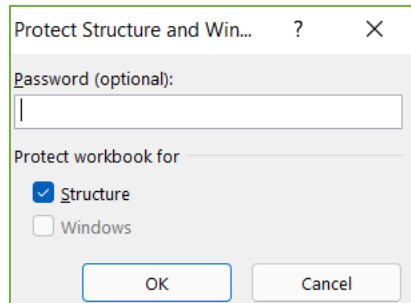 Protect Structure and Win... ?
Password (optional):
Protect workbook for
Structure
Windows
OK Cancel